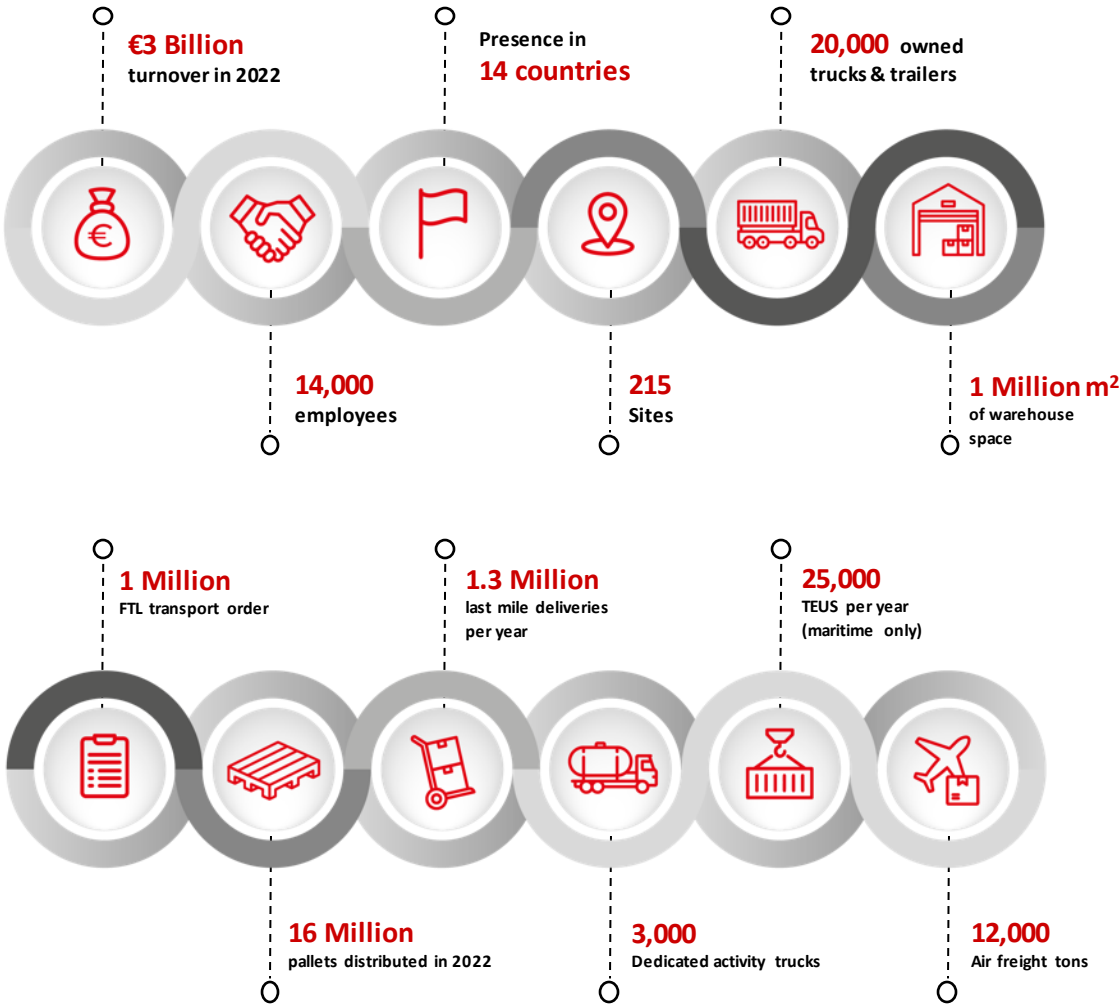 €3 Billion
turnover in 2022
Presence in
14 countries
20,000 owned
trucks & trailers
€
14,000
employees
215
Sites
1 Million m²
of warehouse
space
1 Million
FTL transport order
1.3 Million
last mile deliveries
per year
25,000
TEUS per year
(maritime only)
16 Million
pallets distributed in 2022
3,000
Dedicated activity trucks
12,000
Air freight tons